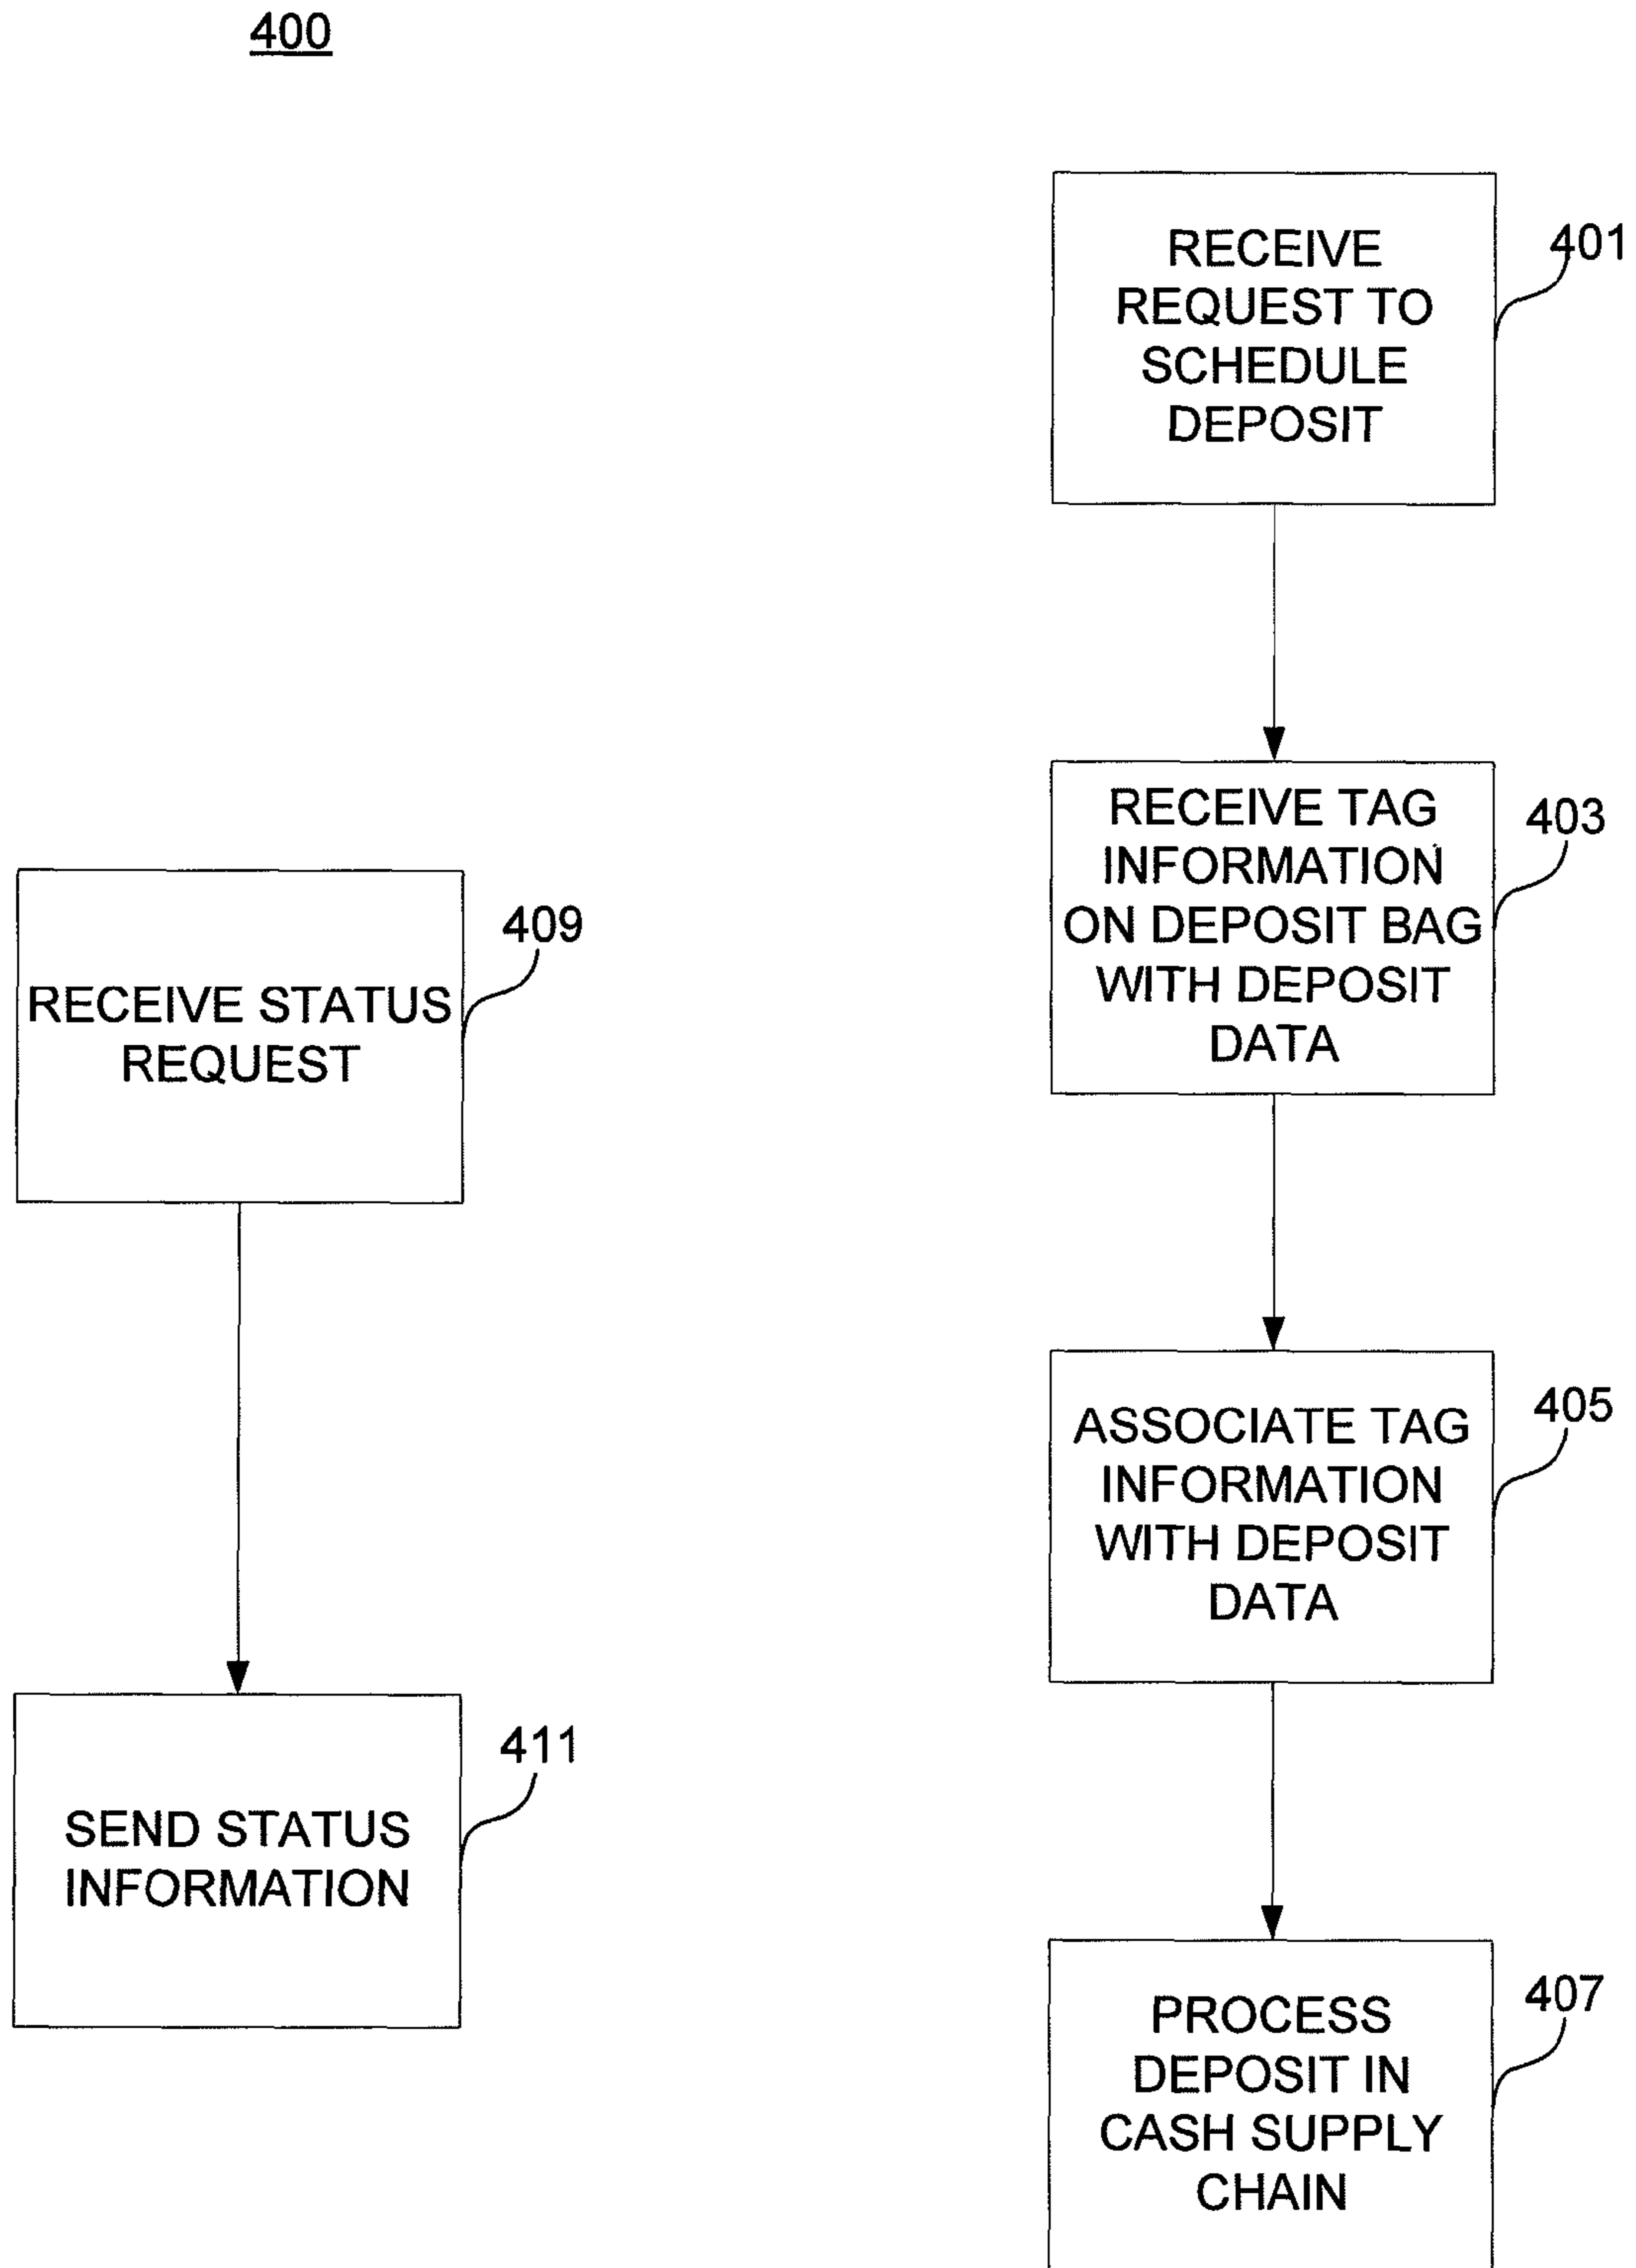 400
RECEIVE
REQUEST TO
SCHEDULE
DEPOSIT
401
RECEIVE TAG
INFORMATION
ON DEPOSIT BAG
WITH DEPOSIT
DATA
403
RECEIVE STATUS
REQUEST
409
ASSOCIATE TAG
INFORMATION
WITH DEPOSIT
DATA
405
SEND STATUS
INFORMATION
411
PROCESS
DEPOSIT IN
CASH SUPPLY
CHAIN
407